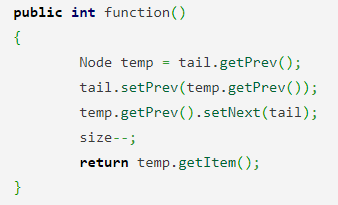 public int function()
{
Node temp = tail.getPrev();
tail.setPrev(temp.getPrev());
temp.getPrev().setNext(tail);
size--;
return temp.getItem();
}